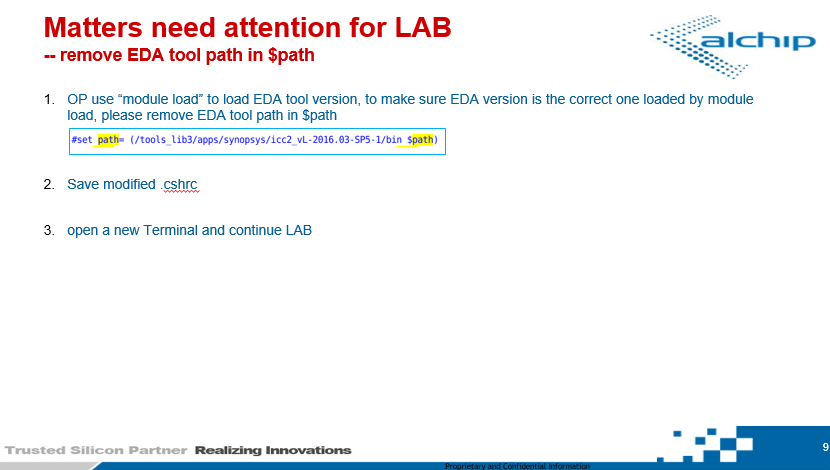 Matters need attention for LAB
alchip
-- remove EDA tool path in $path
1. OP use “module load” to load EDA tool version, to make sure EDA version is the correct one loaded by module
load, please remove EDA tool path in $path
#set path= (/tools_lib3/apps/synopsys/icc2_vL-2016.03-SP5-1/bin $path)
2. Save modified .cshrc
3. open a new Terminal and continue LAB
9
Trusted Silicon Partner Realizing Innovations
Proprietary and Confidential Information